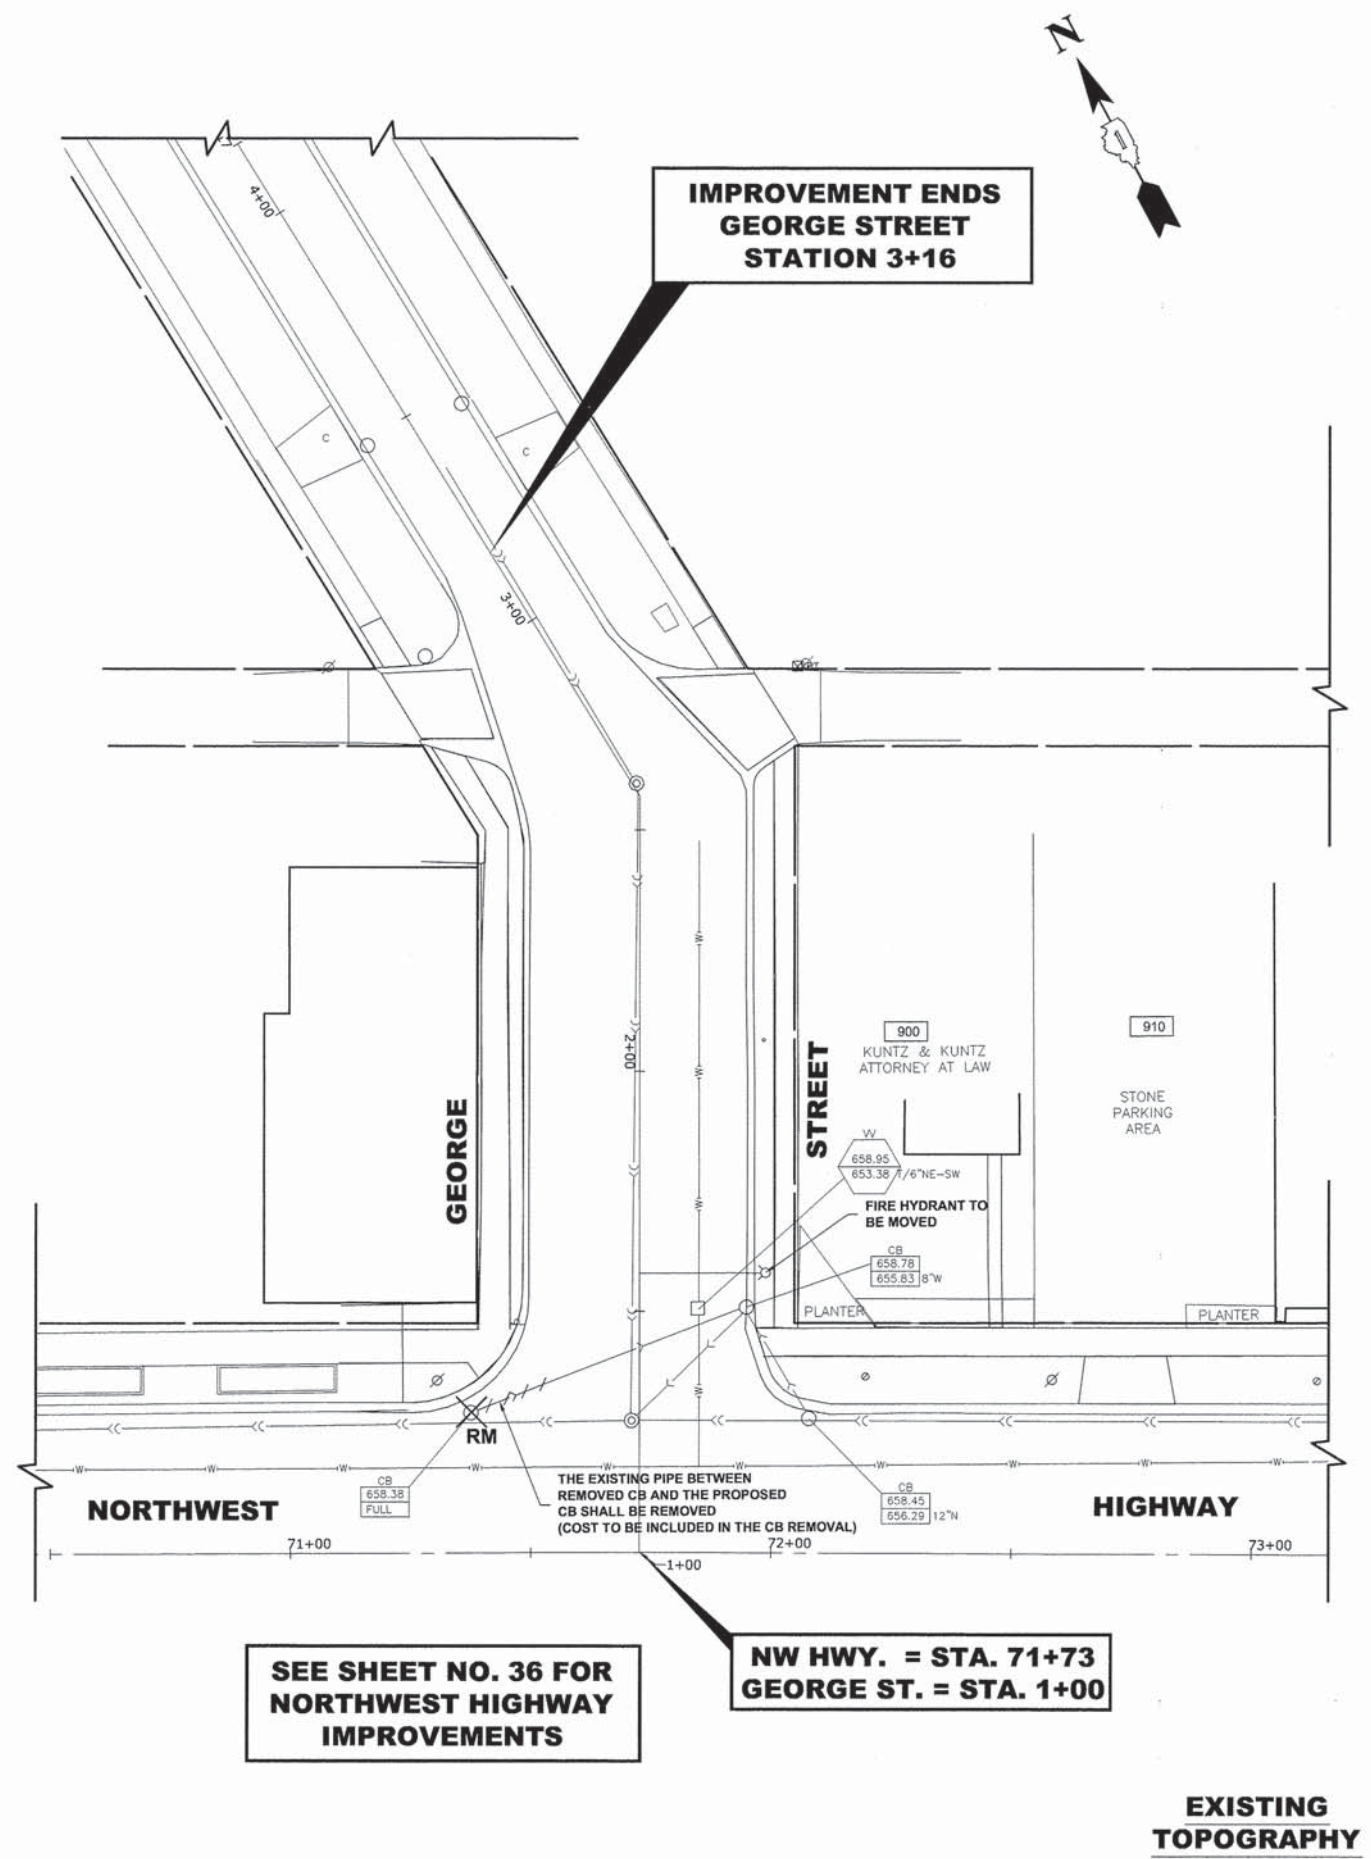 N
4+00
IMPROVEMENT ENDS
GEORGE STREET
STATION 3+16
C
C
3+00
2+00
900
KUNTZ & KUNTZ
ATTORNEY AT LAW
910
STONE
PARKING
AREA
GEORGE
STREET
W
658.95
653.38 T/6"NE-SW
FIRE HYDRANT TO
BE MOVED
CB
658.78
655.83 8"W
PLANTER
PLANTER
RM
W W W W W W W W W W
W W W W
CB
658.38
FULL
THE EXISTING PIPE BETWEEN
REMOVED CB AND THE PROPOSED
CB SHALL BE REMOVED
(COST TO BE INCLUDED IN THE CB REMOVAL)
CB
658.45
656.29 12"N
NORTHWEST
HIGHWAY
71+00
72+00
73+00
1+00
SEE SHEET NO. 36 FOR
NORTHWEST HIGHWAY
IMPROVEMENTS
NW HWY. = STA. 71+73
GEORGE ST. = STA. 1+00
EXISTING
TOPOGRAPHY